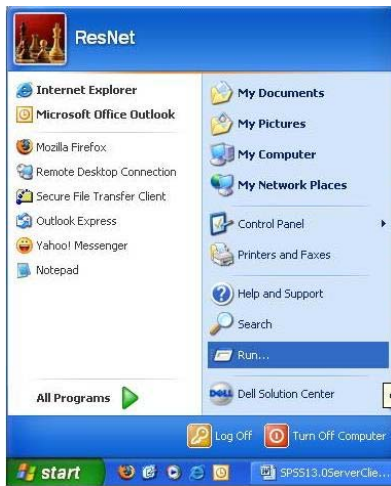 ResNet
Internet Explorer
Microsoft Office Outlook
Mozilla Firefox
Remote Desktop Connection
Secure File Transfer Client
Outlook Express
Yahoo! Messenger
Notepad
All Programs
My Documents
My Pictures
My Computer
My Network Places
Control Panel
Printers and Faxes
Help and Support
Search
Run...
DELL Dell Solution Center
Log Off Turn Off Computer
start SPSS13.0ServerClie...